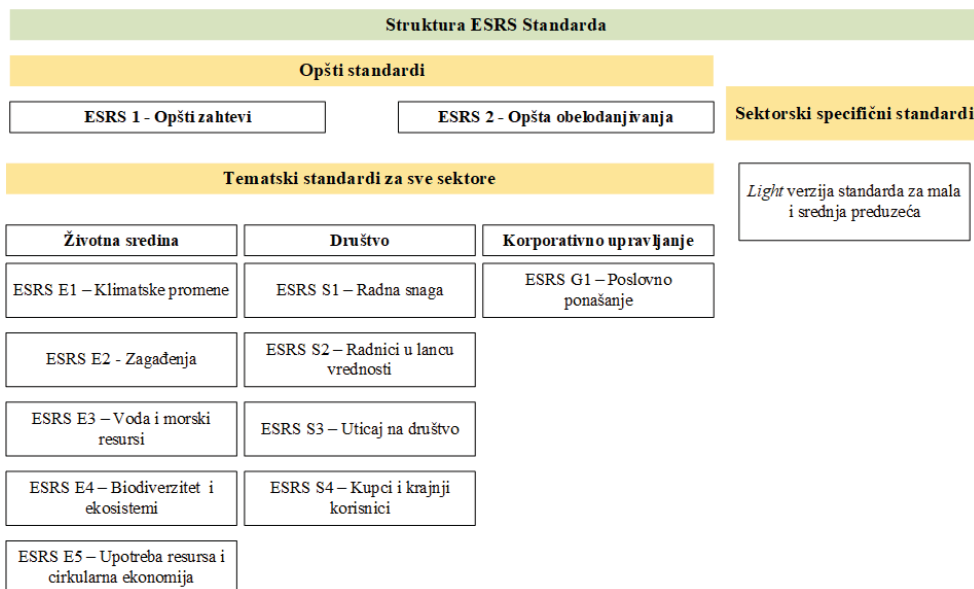 Struktura ESRS Standarda
Opšti standardi
ESRS 1 - Opšti zahtevi
ESRS 2 - Opšta obelodanjivanja
Sektorski specifični standardi
Light verzija standarda za mala
i srednja preduzeća
Tematski standardi za sve sektore
Životna sredina
Društvo
Korporativno upravljanje
ESRS E1 – Klimatske promene
ESRS S1 – Radna snaga
ESRS G1 – Poslovno
ponašanje
ESRS E2 - Zagađenja
ESRS S2 – Radnici u lancu
vrednosti
ESRS E3 – Voda i morski
resursi
ESRS S3 – Uticaj na društvo
ESRS E4 – Biodiverzitet i
ekosistemi
ESRS S4 – Kupci i krajnji
korisnici
ESRS E5 – Upotreba resursa i
cirkularna ekonomija